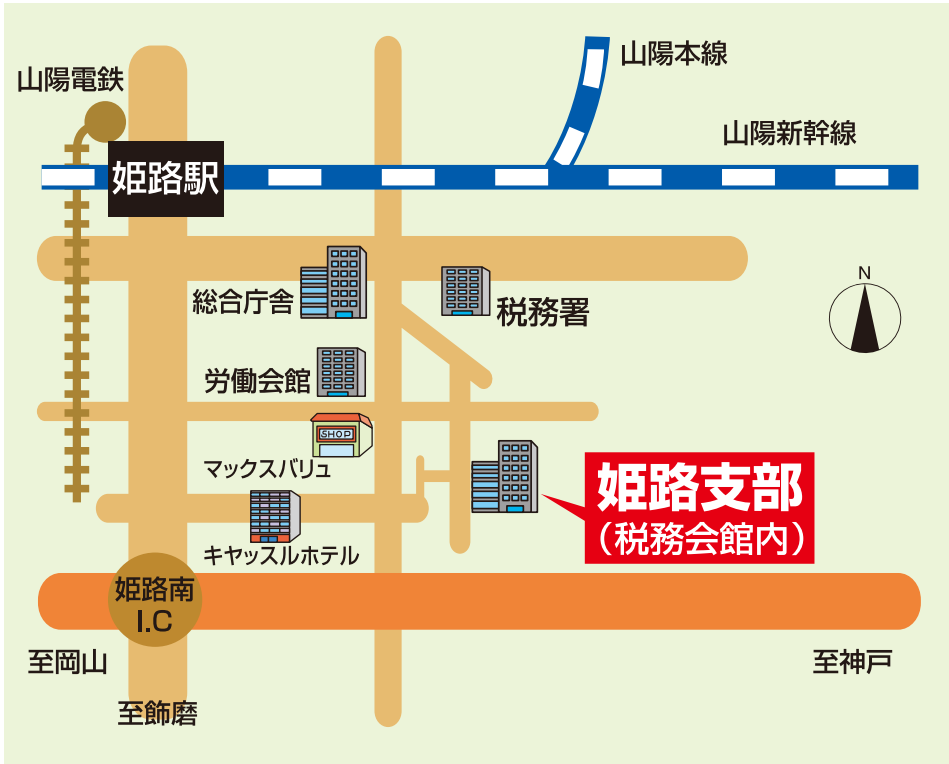 山陽本線
山陽電鉄
山陽新幹線
姫路駅
N
総合庁舎
税務署
労働会館
SHOP
マックスバリュ
姫路支部
（税務会館内）
キヤッスルホテル
姫路南
I.C
至岡山
至神戸
至飾磨